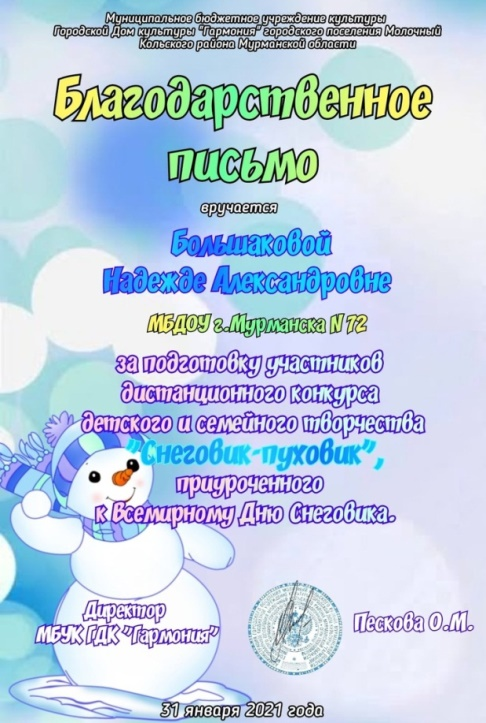 Муниципальное бюджетное учреждение культуры
Городской Дом культуры "Гармония" городского поселения Молочный
Кольского района Мурманской области
Благодарственное
письмо
вручается
Большаковой
Надежде Александровне
МБДОУ г.Мурманска N 72
за подготовку участников
дистанционного конкурса
детского и семейного творчества
"Снеговик-пуховик",
приуроченного
к Всемирному Дню Снеговика.
Директор
МБУК ГДК "Гармония"
Пескова О.М.
31 января 2021 года